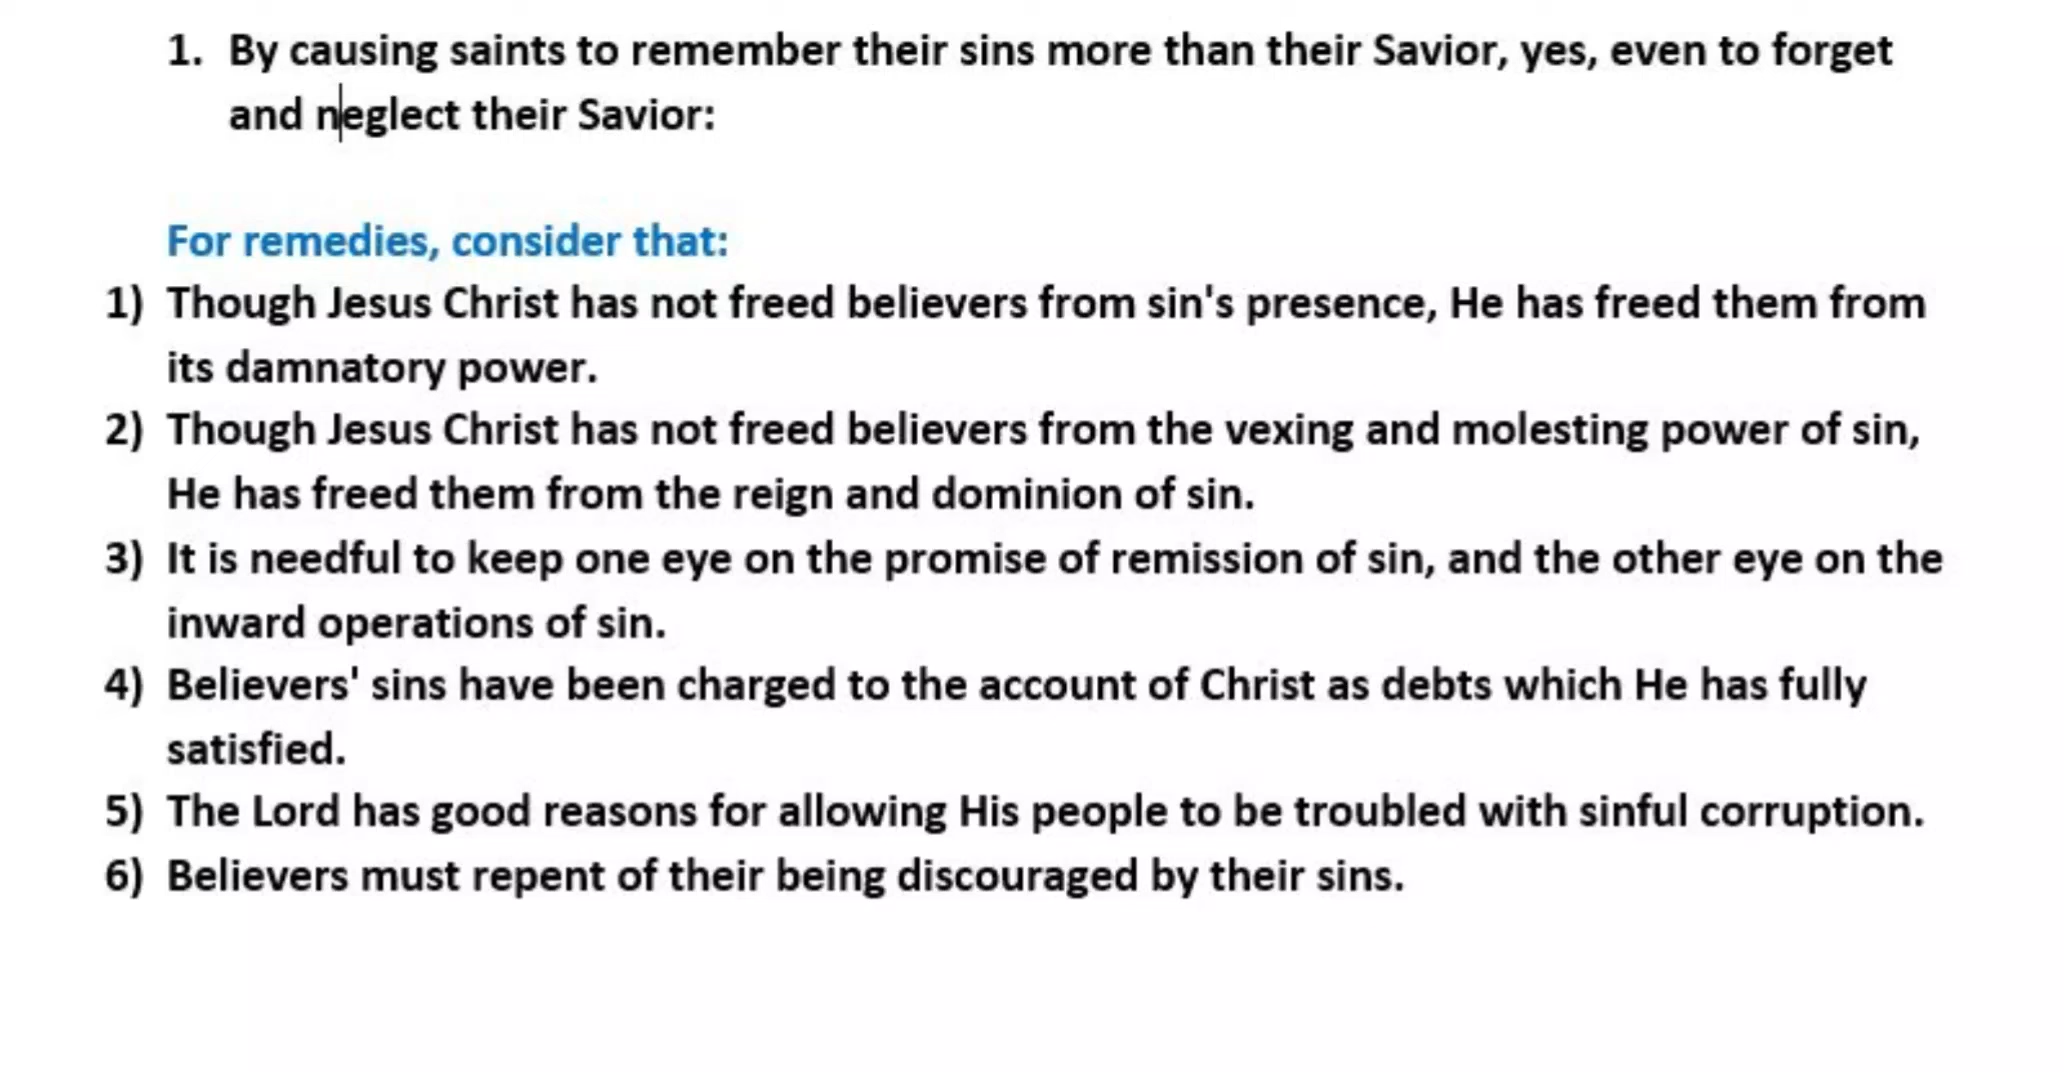 1. By causing saints to remember their sins more than their Savior, yes, even to forget
and neglect their Savior:
For remedies, consider that:
1) Though Jesus Christ has not freed believers from sin's presence, He has freed them from
its damnatory power.
2) Though Jesus Christ has not freed believers from the vexing and molesting power of sin,
He has freed them from the reign and dominion of sin.
3) It is needful to keep one eye on the promise of remission of sin, and the other eye on the
inward operations of sin.
4) Believers' sins have been charged to the account of Christ as debts which He has fully
satisfied.
5) The Lord has good reasons for allowing His people to be troubled with sinful corruption.
6) Believers must repent of their being discouraged by their sins.